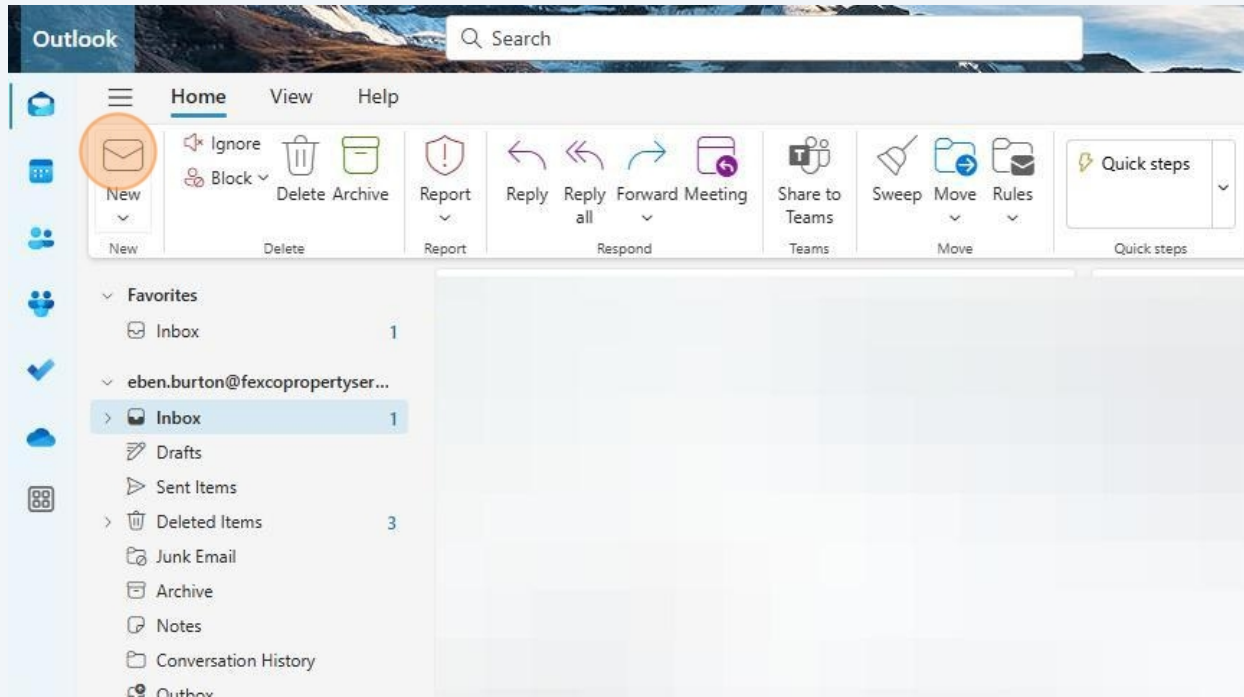 Outlook
Search
Home View Help
New
Ignore
Block
Delete Archive
Report
Reply Reply all Forward Meeting
Share to Teams
Sweep Move Rules
Quick steps
New Delete Report Respond Teams Move Quick steps
Favorites
Inbox 1
eben.burton@fexcopropertyser...
Inbox 1
Drafts
Sent Items
Deleted Items 3
Junk Email
Archive
Notes
Conversation History
Outbox